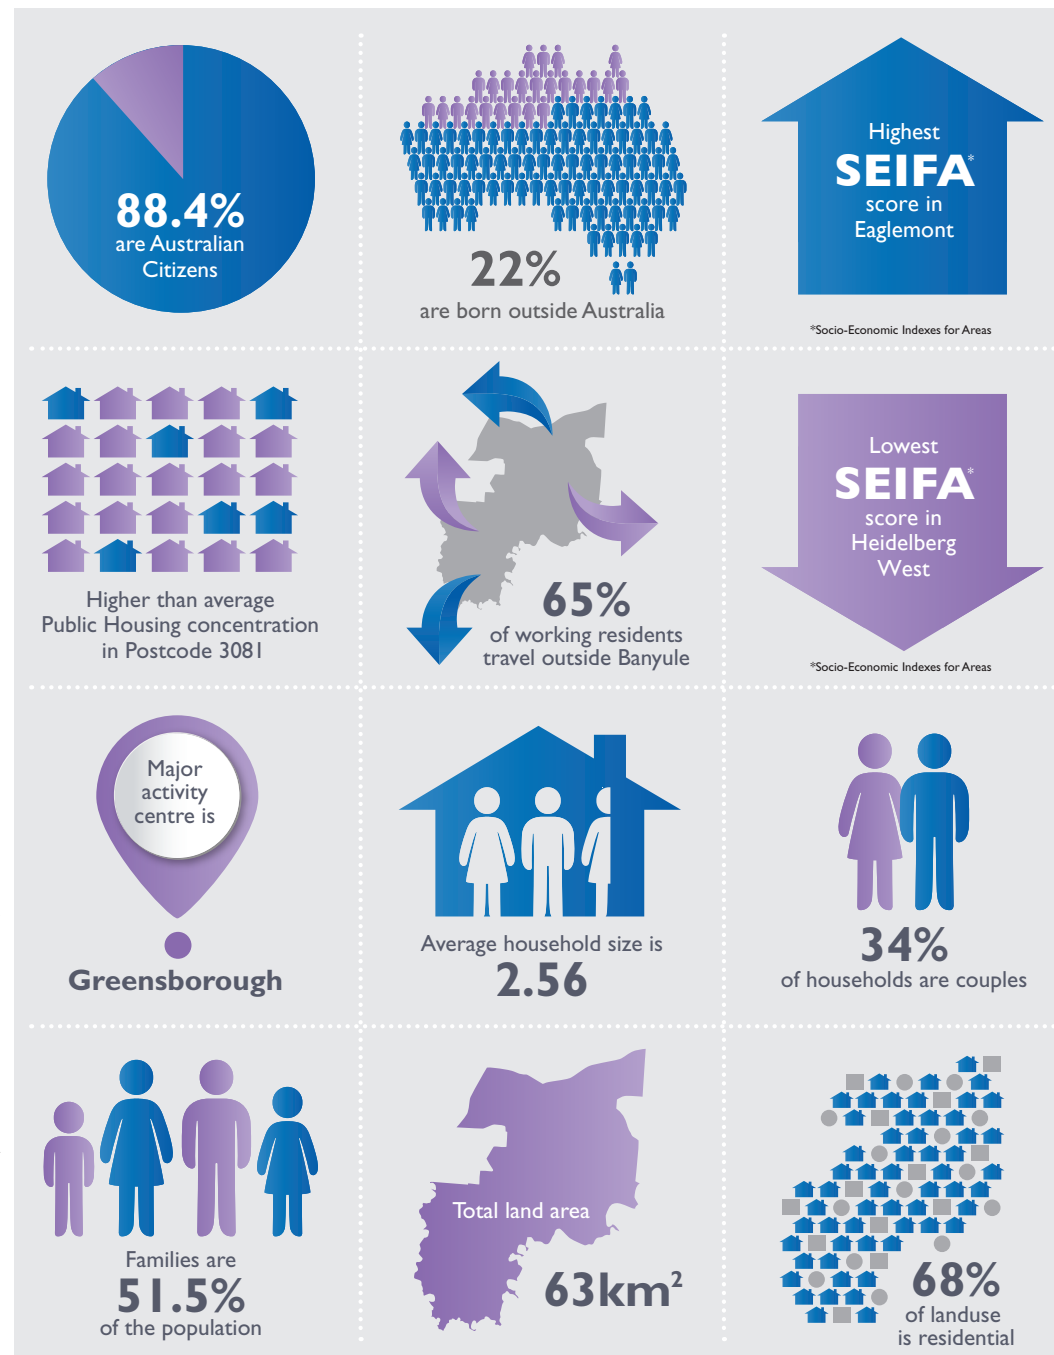 88.4%
are Australian
Citizens
22%
are born outside Australia
Highest
SEIFA*
score in
Eaglemont
*Socio-Economic Indexes for Areas
Higher than average
Public Housing concentration
in Postcode 3081
65%
of working residents
travel outside Banyule
Lowest
SEIFA*
score in
Heidelberg
West
*Socio-Economic Indexes for Areas
Major
activity
centre is
Greensborough
Average household size is
2.56
34%
of households are couples
Families are
51.5%
of the population
Total land area
63km²
68%
of landuse
is residential